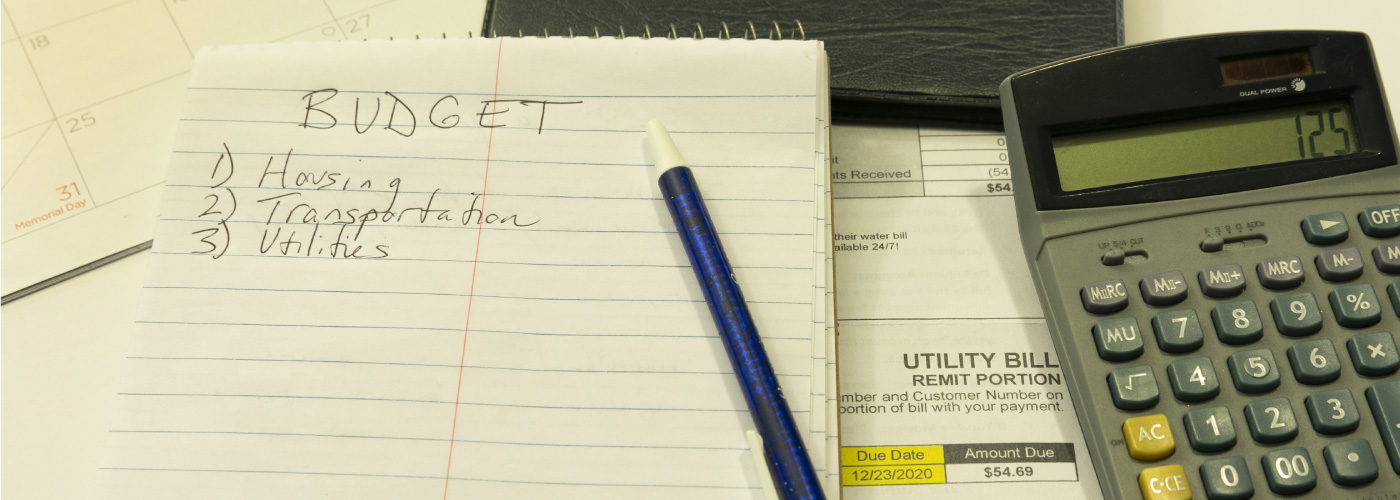 18
27
25
31
Memorial Day
BUDGET
1) Housing
2) Transportation
3) Utilities
0
0
ts Received (54
$54.
their water bill
ailable 24/7!
UTILITY BILL
REMIT PORTION
mber and Customer Number on
portion of bill with your payment.
Due Date Amount Due
12/23/2020 $54.69
DUAL POWER
125
OFF
MIIRC MII- MII+ MRC M- M
MU 7 8 9 %
√ 4 5 6 ×
AC 1 2 3
C·CE 0 00 •